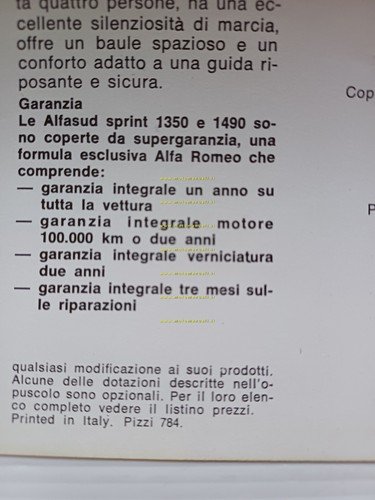 ta quattro persone, ha una ec-
cellente silenziosità di marcia,
offre un baule spazioso e un
conforto adatto a una guida ri-
posante e sicura.
Garanzia
Le Alfasud sprint 1350 e 1490 so-
no coperte da supergaranzia, una
formula esclusiva Alfa Romeo che
comprende:
— garanzia integrale un anno su
tutta la vettura
— garanzia integrale motore
100.000 km o due anni
— garanzia integrale verniciatura
due anni
— garanzia integrale tre mesi sul-
le riparazioni
qualsiasi modificazione ai suoi prodotti.
Alcune delle dotazioni descritte nell'o-
puscolo sono opzionali. Per il loro elen-
co completo vedere il listino prezzi.
Printed in Italy. Pizzi 784.
Cop
P